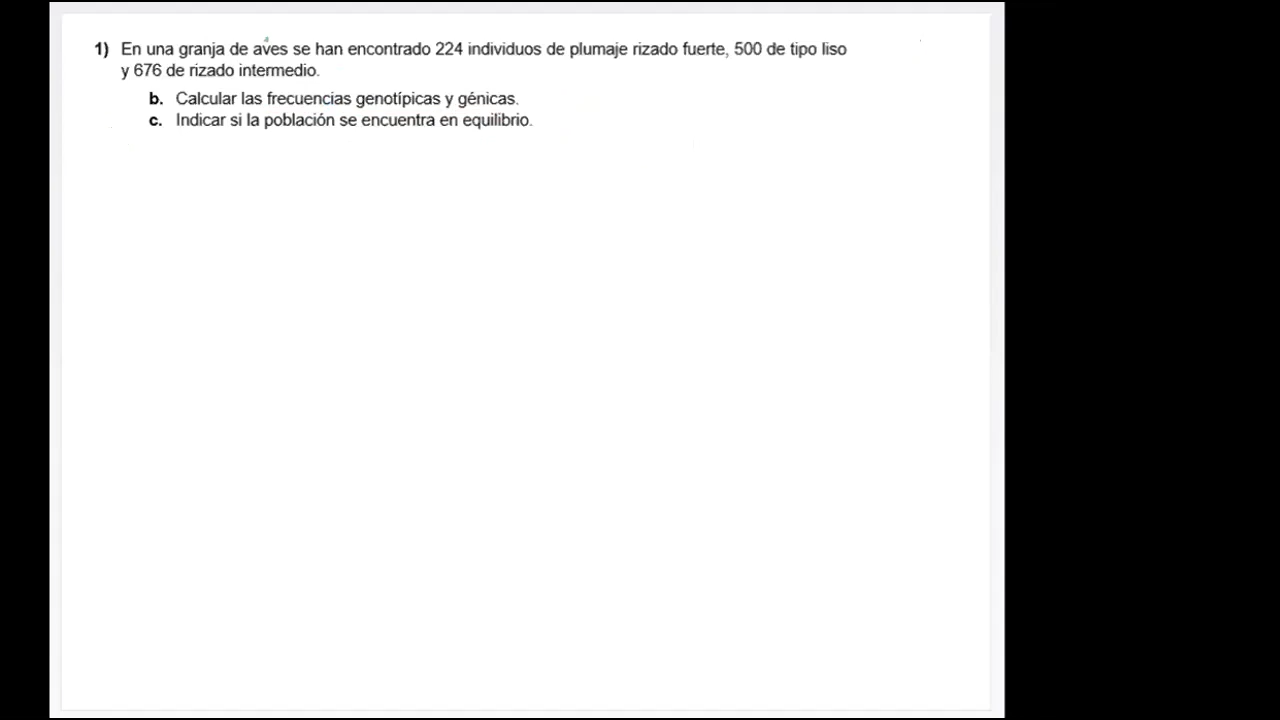 1) En una granja de aves se han encontrado 224 individuos de plumaje rizado fuerte, 500 de tipo liso
y 676 de rizado intermedio.
b. Calcular las frecuencias genotípicas y génicas.
c. Indicar si la población se encuentra en equilibrio.